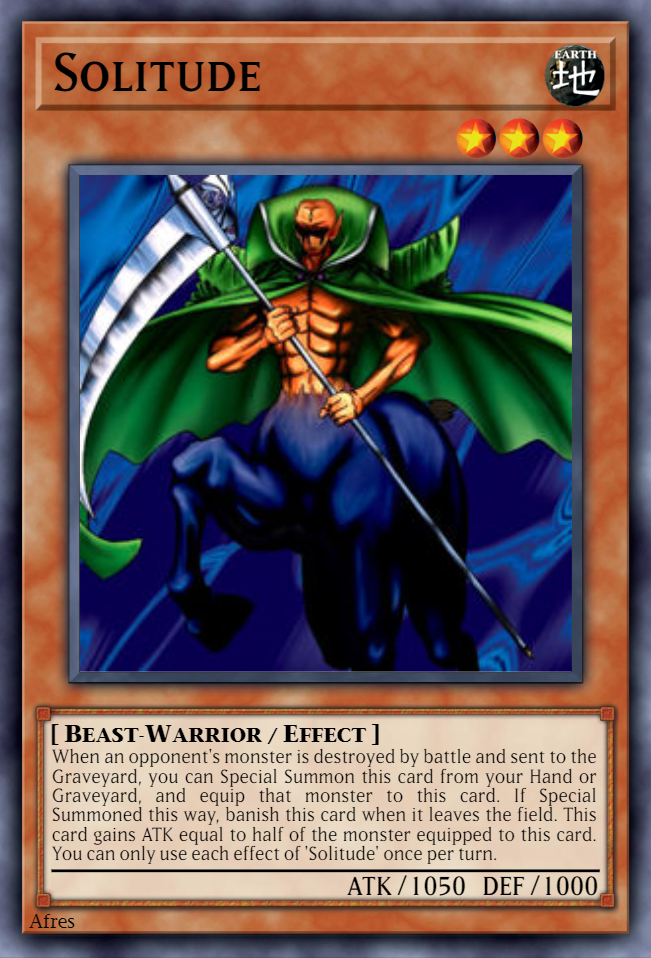 Solitude
EARTH
地
[ Beast-Warrior / Effect ]
When an opponent's monster is destroyed by battle and sent to the
Graveyard, you can Special Summon this card from your Hand or
Graveyard, and equip that monster to this card. If Special
Summoned this way, banish this card when it leaves the field. This
card gains ATK equal to half of the monster equipped to this card.
You can only use each effect of 'Solitude' once per turn.
ATK / 1050 DEF / 1000
Afres